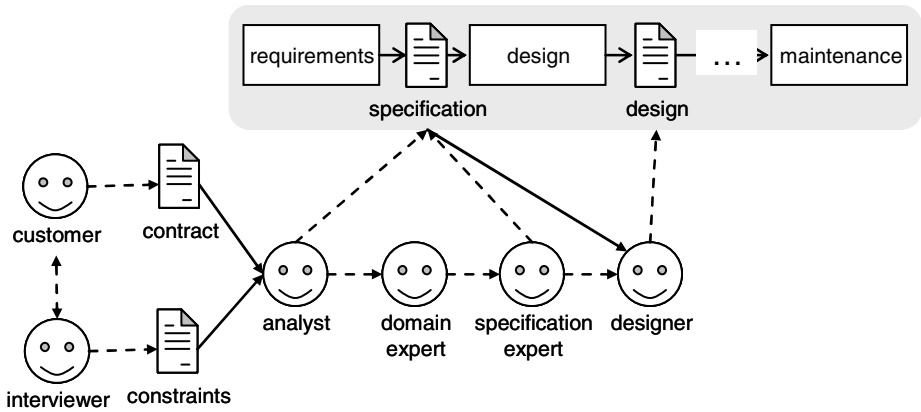 requirements
design
...
maintenance
specification
design
customer
contract
analyst
domain
expert
specification
expert
designer
interviewer
constraints